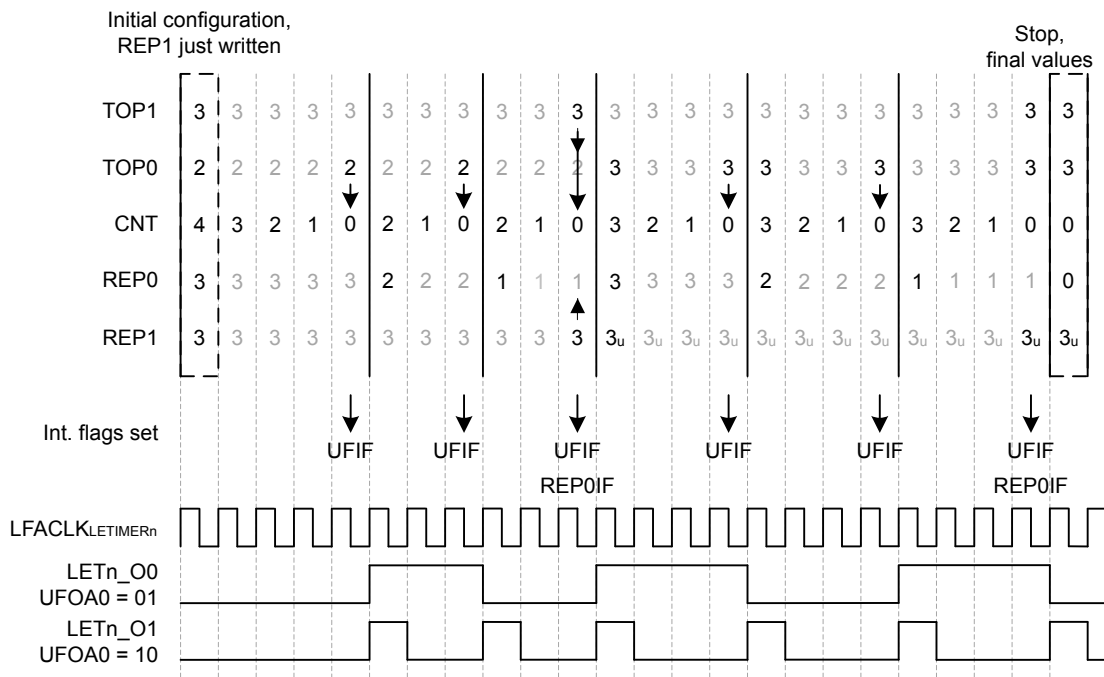 Initial configuration,
REP1 just written
Stop,
final values
TOP1 3 3 3 3 3 3 3 3 3 3 3 3 3 3 3 3 3 3 3 3 3 3 3 3
TOP0 2 2 2 2 2 2 2 2 2 2 2 3 3 3 3 3 3 3 3 3 3 3 3 3
CNT 4 3 2 1 0 2 1 0 2 1 0 3 2 1 0 3 2 1 0 3 2 1 0 0
REP0 3 3 3 3 3 2 2 2 1 1 1 3 3 3 3 2 2 2 2 1 1 1 1 0
REP1 3 3 3 3 3 3 3 3 3 3 3 3u 3u 3u 3u 3u 3u 3u 3u 3u 3u 3u 3u 3u
Int. flags set
UFIF UFIF UFIF UFIF UFIF UFIF
REP0IF REP0IF
LFACLKLETIMERn
LETn_O0
UFOA0 = 01
LETn_O1
UFOA0 = 10